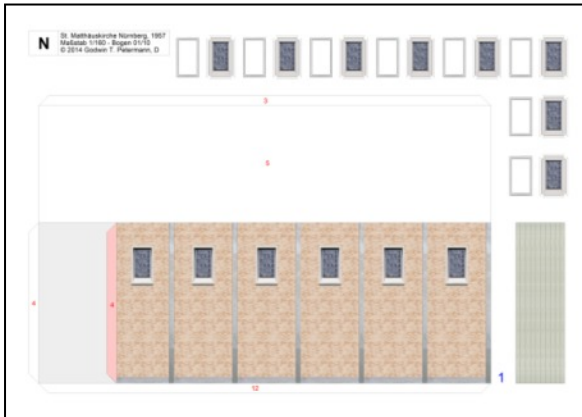 N
St. Matthäuskirche Nürnberg, 1957
Maßstab 1/160 - Bogen 01/10
© 2014 Godwin T. Petermann, D
3
5
4
4
12
1